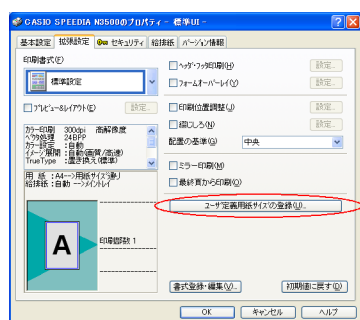 CASIO SPEEDIA N3500のプロパティ - 標準UI -
基本設定 拡張設定 セキュリティ 給排紙 バージョン情報
印刷書式(F)
標準設定
プレビュー&レイアウト(E) 設定...
カラー印刷 300dpi 高解像度
ページ処理 24BPP
カラー設定 :自動
イメージ展開 :自動(画質/高速)
TrueType :置き換え(標準)
用 紙 :A4-->用紙サイズ通り
給排紙 :自動 -->メイントレイ
A
印刷部数 1
ヘッダ・フッタ印刷(H) 設定...
フォームオーバーレイ(Y) 設定...
印刷位置調整(J) 設定...
綴じしろ(N) 設定...
配置の基準(G) 中央
ミラー印刷(M)
最終頁から印刷(O)
ユーザ定義用紙サイズの登録(U)...
書式登録・編集(V)... 初期値に戻す(D)
OK キャンセル ヘルプ